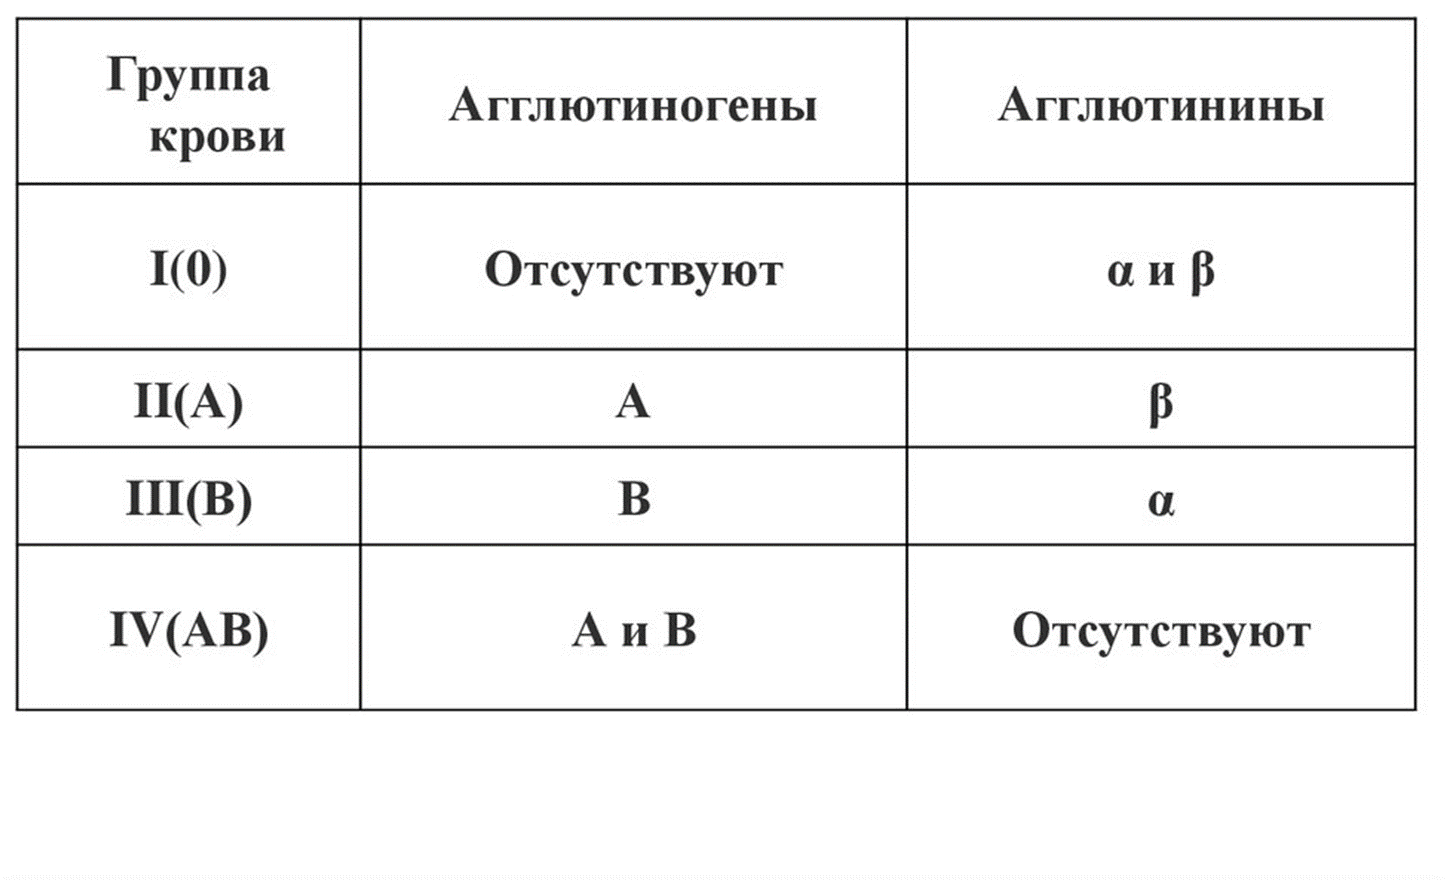 Группа
крови
Агглютиногены
Агглютинины
I(0)
Отсутствуют
α и β
II(A)
A
β
III(B)
B
α
IV(AB)
A и B
Отсутствуют